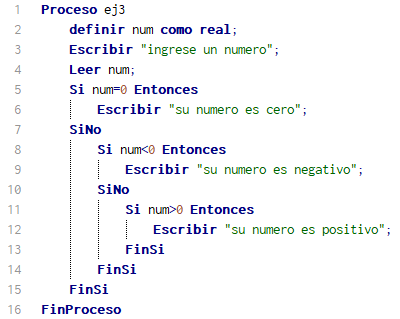 1 Proceso ej3
2 definir num como real;
3 Escribir "ingrese un numero";
4 Leer num;
5 Si num=0 Entonces
6 Escribir "su numero es cero";
7 SiNo
8 Si num<0 Entonces
9 Escribir "su numero es negativo";
10 SiNo
11 Si num>0 Entonces
12 Escribir "su numero es positivo";
13 FinSi
14 FinSi
15 FinSi
16 FinProceso